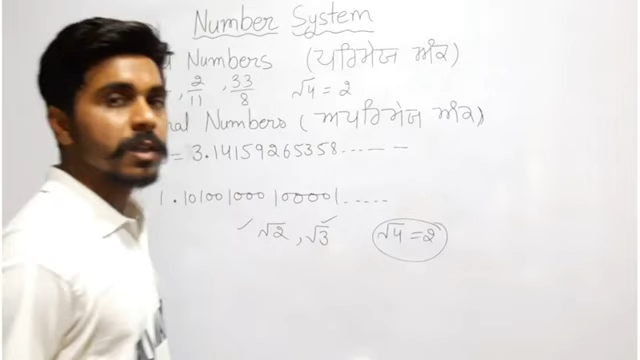 Number System
Numbers (ਪਰਿਮੇਯ ਅੰਕ)
, 2/11 , 33/8 √4 = 2
Numbers (ਅਪਰਿਮੇਯ ਅੰਕ)
= 3.14159265358.....--
1.101001000100001.....
✓ √2 , √3 ✓ √4 = 2